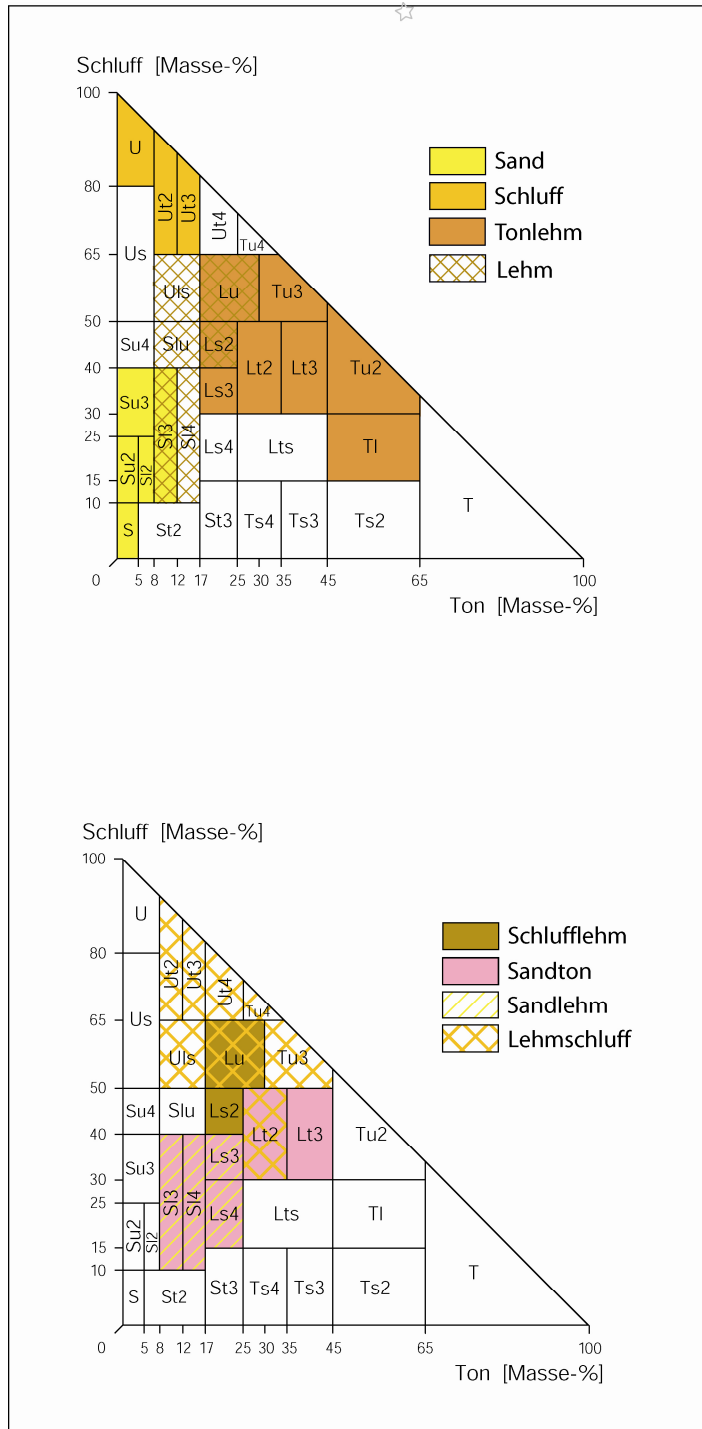 Schluff [Masse-%]
100
U
Sand
80
Schluff
Ut2 Ut3 Ut4
Tonlehm
Us
Tu4
65
Lehm
Uls Lu Tu3
50
Su4 Slu Ls2 Lt2 Lt3 Tu2
40
Su3 Sl3 Sl4 Ls3
30
25
Su2 Sl2 Ls4 Lts Tl
15
10
S St2 St3 Ts4 Ts3 Ts2 T
0 5 8 12 17 25 30 35 45 65 100
Ton [Masse-%]
Schluff [Masse-%]
100
U
Schlufflehm
80
Sandton
Ut2 Ut3 Ut4
Sandlehm
Us
Tu4
65
Lehmschluff
Uls Lu Tu3
50
Su4 Slu Ls2 Lt2 Lt3 Tu2
40
Su3 Sl3 Sl4 Ls3
30
25
Su2 Sl2 Ls4 Lts Tl
15
10
S St2 St3 Ts4 Ts3 Ts2 T
0 5 8 12 17 25 30 35 45 65 100
Ton [Masse-%]